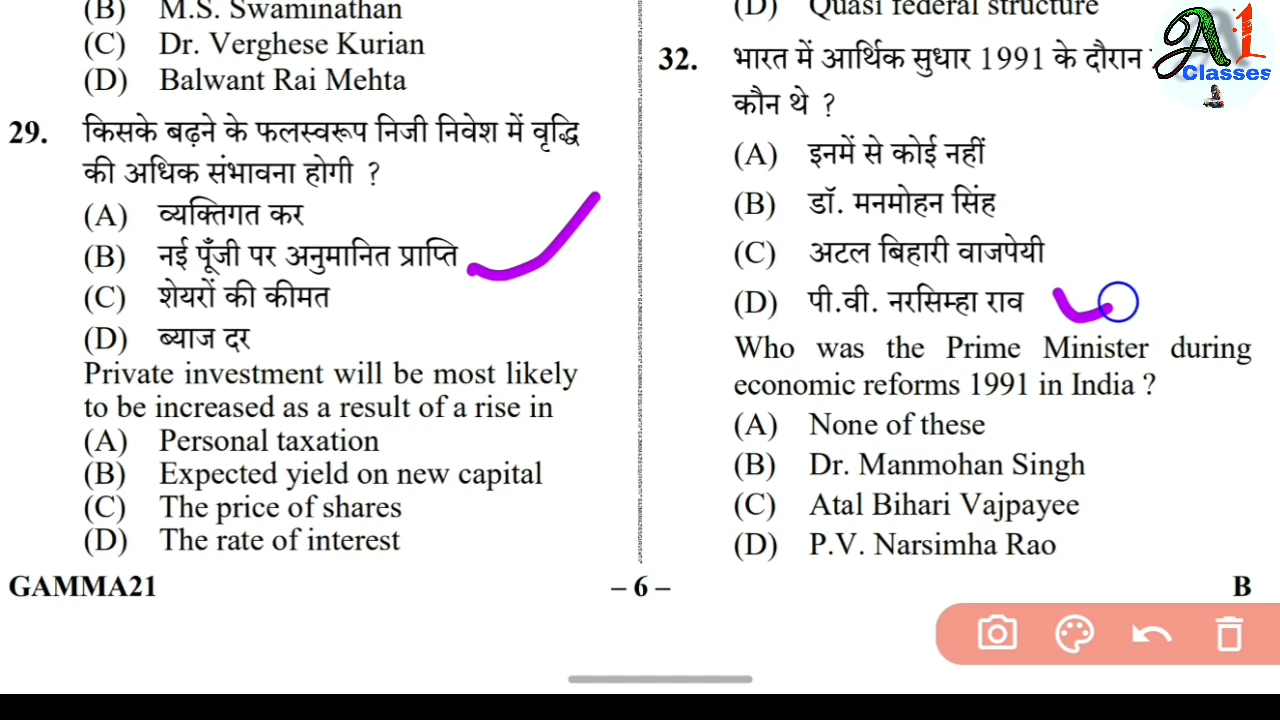 (B) M.S. Swaminathan
(C) Dr. Verghese Kurian
(D) Balwant Rai Mehta
29. किसके बढ़ने के फलस्वरूप निजी निवेश में वृद्धि
की अधिक संभावना होगी ?
(A) व्यक्तिगत कर
(B) नई पूँजी पर अनुमानित प्राप्ति
(C) शेयरों की कीमत
(D) ब्याज दर
Private investment will be most likely
to be increased as a result of a rise in
(A) Personal taxation
(B) Expected yield on new capital
(C) The price of shares
(D) The rate of interest
GAMMA21
(D) Quasi federal structure
32. भारत में आर्थिक सुधार 1991 के दौरान
कौन थे ?
(A) इनमें से कोई नहीं
(B) डॉ. मनमोहन सिंह
(C) अटल बिहारी वाजपेयी
(D) पी.वी. नरसिम्हा राव
Who was the Prime Minister during
economic reforms 1991 in India ?
(A) None of these
(B) Dr. Manmohan Singh
(C) Atal Bihari Vajpayee
(D) P.V. Narsimha Rao
– 6 –
B
A1
Classes